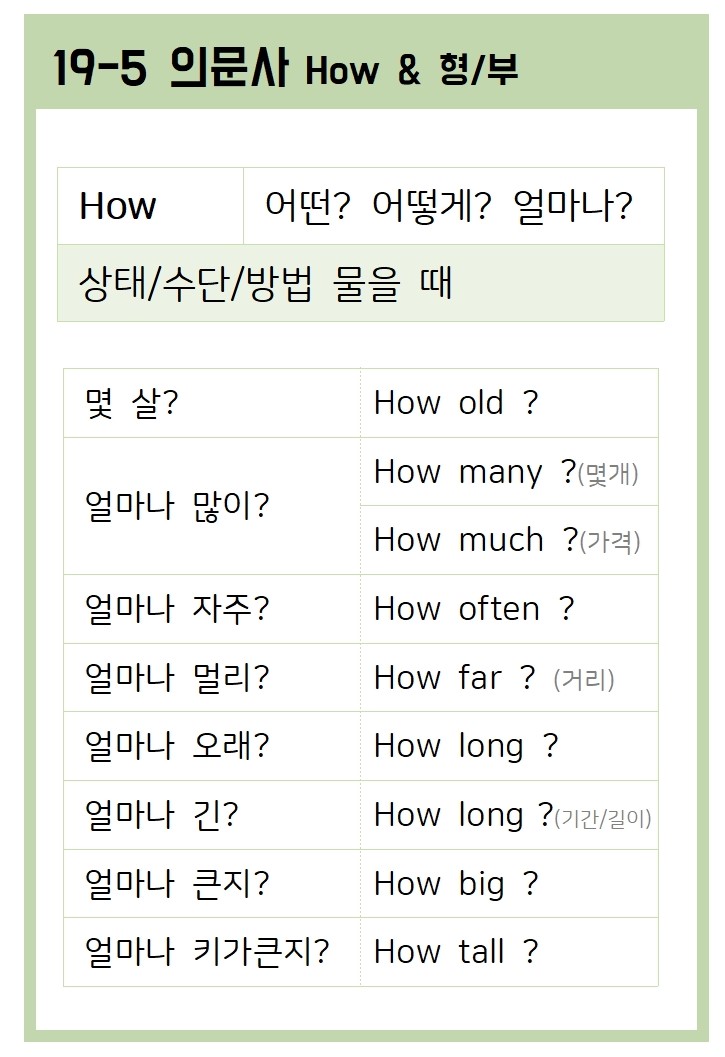 19-5 의문사 How & 형/부
How 어떤? 어떻게? 얼마나?
상태/수단/방법 물을 때
몇 살? How old ?
얼마나 많이? How many ?(몇개)
How much ?(가격)
얼마나 자주? How often ?
얼마나 멀리? How far ? (거리)
얼마나 오래? How long ?
얼마나 긴? How long ?(기간/길이)
얼마나 큰지? How big ?
얼마나 키가큰지? How tall ?